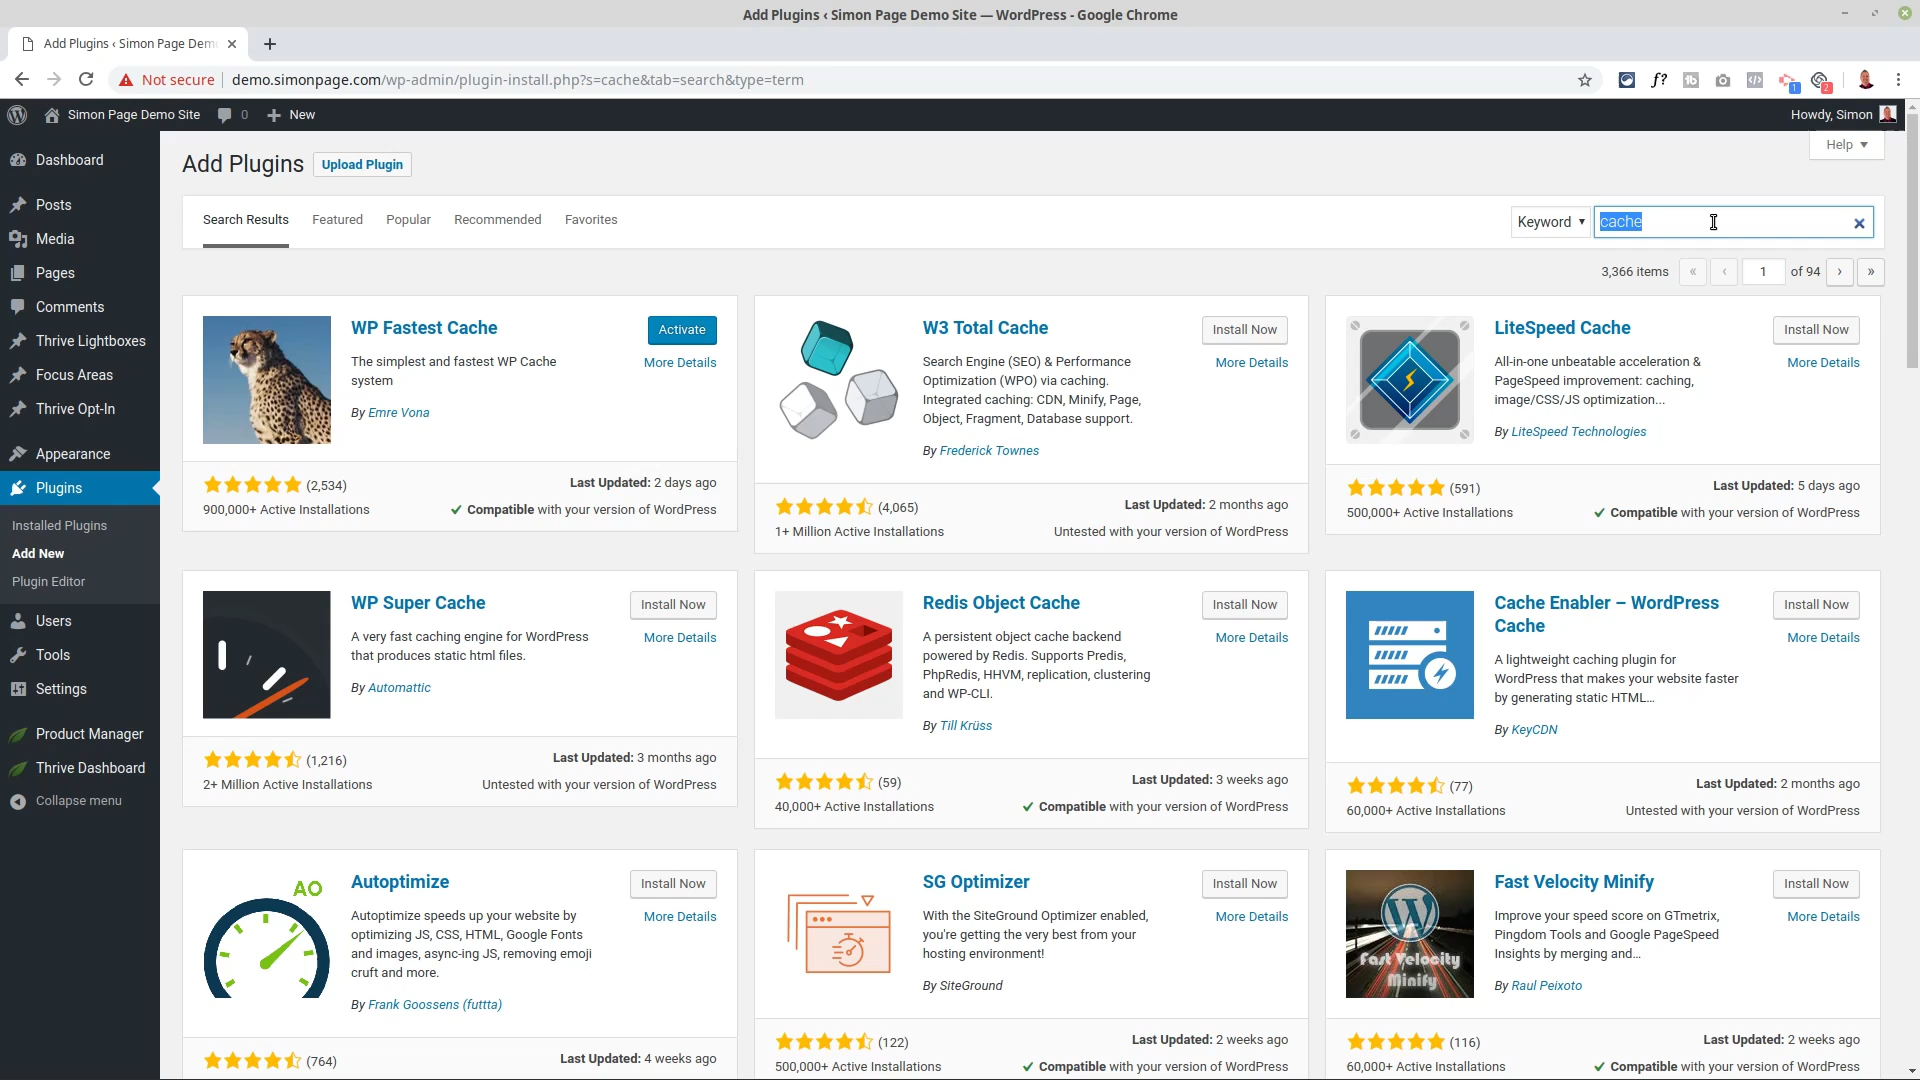 Add Plugins ‹ Simon Page Demo Site — WordPress - Google Chrome
Add Plugins ‹ Simon Page Dem
Not secure demo.simonpage.com/wp-admin/plugin-install.php?s=cache&tab=search&type=term
f?
1
2
Simon Page Demo Site 0 New
Howdy, Simon
Dashboard
Posts
Media
Pages
Comments
Thrive Lightboxes
Focus Areas
Thrive Opt-In
Appearance
Plugins
Installed Plugins
Add New
Plugin Editor
Users
Tools
Settings
Product Manager
Thrive Dashboard
Collapse menu
Help
Add Plugins Upload Plugin
Search Results Featured Popular Recommended Favorites
Keyword cache
3,366 items « ‹ 1 of 94 › »
WP Fastest Cache
Activate
More Details
The simplest and fastest WP Cache
system
By Emre Vona
(2,534)
Last Updated: 2 days ago
900,000+ Active Installations
Compatible with your version of WordPress
W3 Total Cache
Install Now
More Details
Search Engine (SEO) & Performance
Optimization (WPO) via caching.
Integrated caching: CDN, Minify, Page,
Object, Fragment, Database support.
By Frederick Townes
(4,065)
Last Updated: 2 months ago
1+ Million Active Installations
Untested with your version of WordPress
LiteSpeed Cache
Install Now
More Details
All-in-one unbeatable acceleration &
PageSpeed improvement: caching,
image/CSS/JS optimization...
By LiteSpeed Technologies
(591)
Last Updated: 5 days ago
500,000+ Active Installations
Compatible with your version of WordPress
WP Super Cache
Install Now
More Details
A very fast caching engine for WordPress
that produces static html files.
By Automattic
(1,216)
Last Updated: 3 months ago
2+ Million Active Installations
Untested with your version of WordPress
Redis Object Cache
Install Now
More Details
A persistent object cache backend
powered by Redis. Supports Predis,
PhpRedis, HHVM, replication, clustering
and WP-CLI.
By Till Krüss
(59)
Last Updated: 3 weeks ago
40,000+ Active Installations
Compatible with your version of WordPress
Cache Enabler – WordPress
Cache
Install Now
More Details
A lightweight caching plugin for
WordPress that makes your website faster
by generating static HTML...
By KeyCDN
(77)
Last Updated: 2 months ago
60,000+ Active Installations
Untested with your version of WordPress
AO
Autoptimize
Install Now
More Details
Autoptimize speeds up your website by
optimizing JS, CSS, HTML, Google Fonts
and images, async-ing JS, removing emoji
cruft and more.
By Frank Goossens (futtta)
(764)
Last Updated: 4 weeks ago
SG Optimizer
Install Now
More Details
With the SiteGround Optimizer enabled,
you're getting the very best from your
hosting environment!
By SiteGround
(122)
Last Updated: 2 weeks ago
500,000+ Active Installations
Compatible with your version of WordPress
Fast Velocity
Minify
Fast Velocity Minify
Install Now
More Details
Improve your speed score on GTmetrix,
Pingdom Tools and Google PageSpeed
Insights by merging and...
By Raul Peixoto
(116)
Last Updated: 2 weeks ago
60,000+ Active Installations
Compatible with your version of WordPress